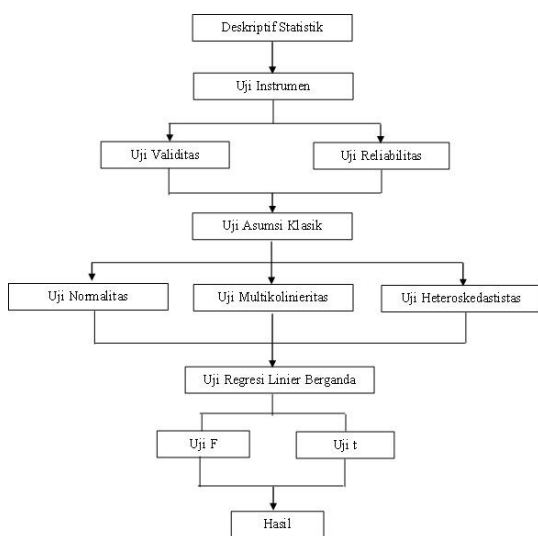 Deskriptif Statistik
Uji Instrumen
Uji Validitas
Uji Reliabilitas
Uji Asumsi Klasik
Uji Normalitas
Uji Multikolinieritas
Uji Heteroskedastistas
Uji Regresi Linier Berganda
Uji F
Uji t
Hasil